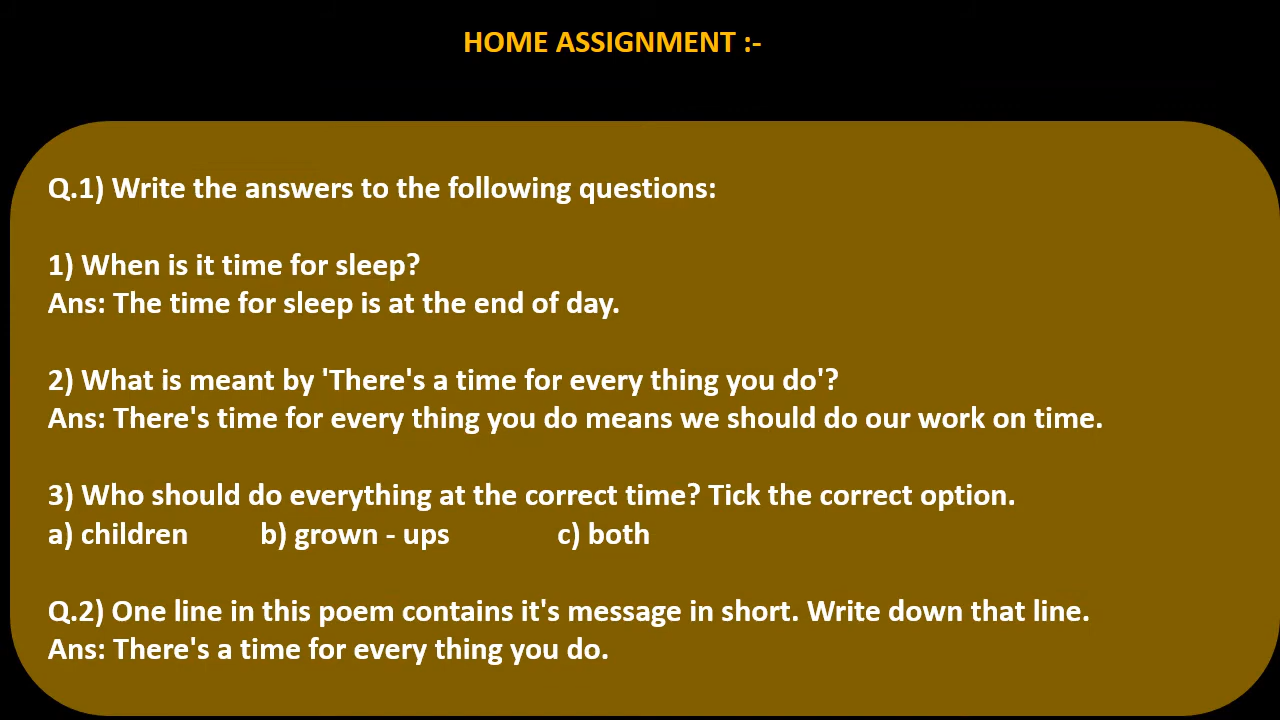 HOME ASSIGNMENT :-
Q.1) Write the answers to the following questions:
1) When is it time for sleep?
Ans: The time for sleep is at the end of day.
2) What is meant by 'There's a time for every thing you do'?
Ans: There's time for every thing you do means we should do our work on time.
3) Who should do everything at the correct time? Tick the correct option.
a) children b) grown - ups c) both
Q.2) One line in this poem contains it's message in short. Write down that line.
Ans: There's a time for every thing you do.